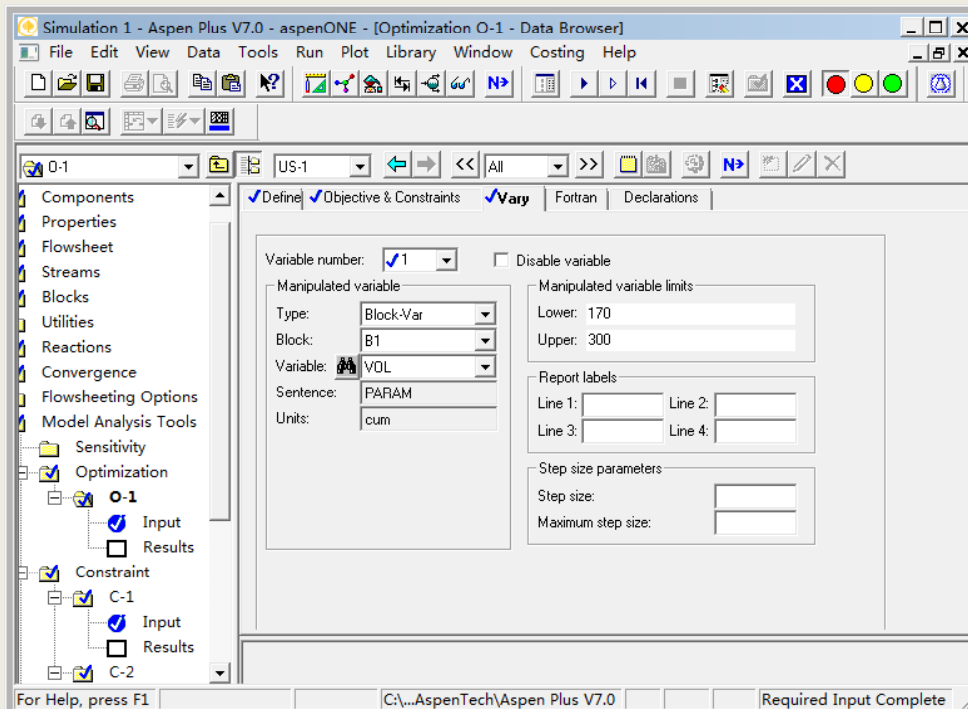 Simulation 1 - Aspen Plus V7.0 - aspenONE - [Optimization O-1 - Data Browser]
File Edit View Data Tools Run Plot Library Window Costing Help
N
O-1 US-1 << All >> N
Components
Properties
Flowsheet
Streams
Blocks
Utilities
Reactions
Convergence
Flowsheeting Options
Model Analysis Tools
Sensitivity
Optimization
O-1
Input
Results
Constraint
C-1
Input
Results
C-2
Define Objective & Constraints Vary Fortran Declarations
Variable number: 1 Disable variable
Manipulated variable
Type: Block-Var
Block: B1
Variable: VOL
Sentence: PARAM
Units: cum
Manipulated variable limits
Lower: 170
Upper: 300
Report labels
Line 1: Line 2:
Line 3: Line 4:
Step size parameters
Step size:
Maximum step size:
For Help, press F1 C:\...AspenTech\Aspen Plus V7.0 Required Input Complete